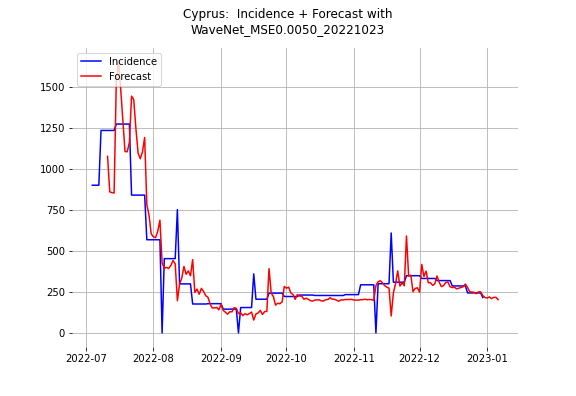 Cyprus:  Incidence + Forecast with
WaveNet_MSE0.0050_20221023
Incidence
Forecast
1500
1250
1000
750
500
250
0
2022-07 2022-08 2022-09 2022-10 2022-11 2022-12 2023-01